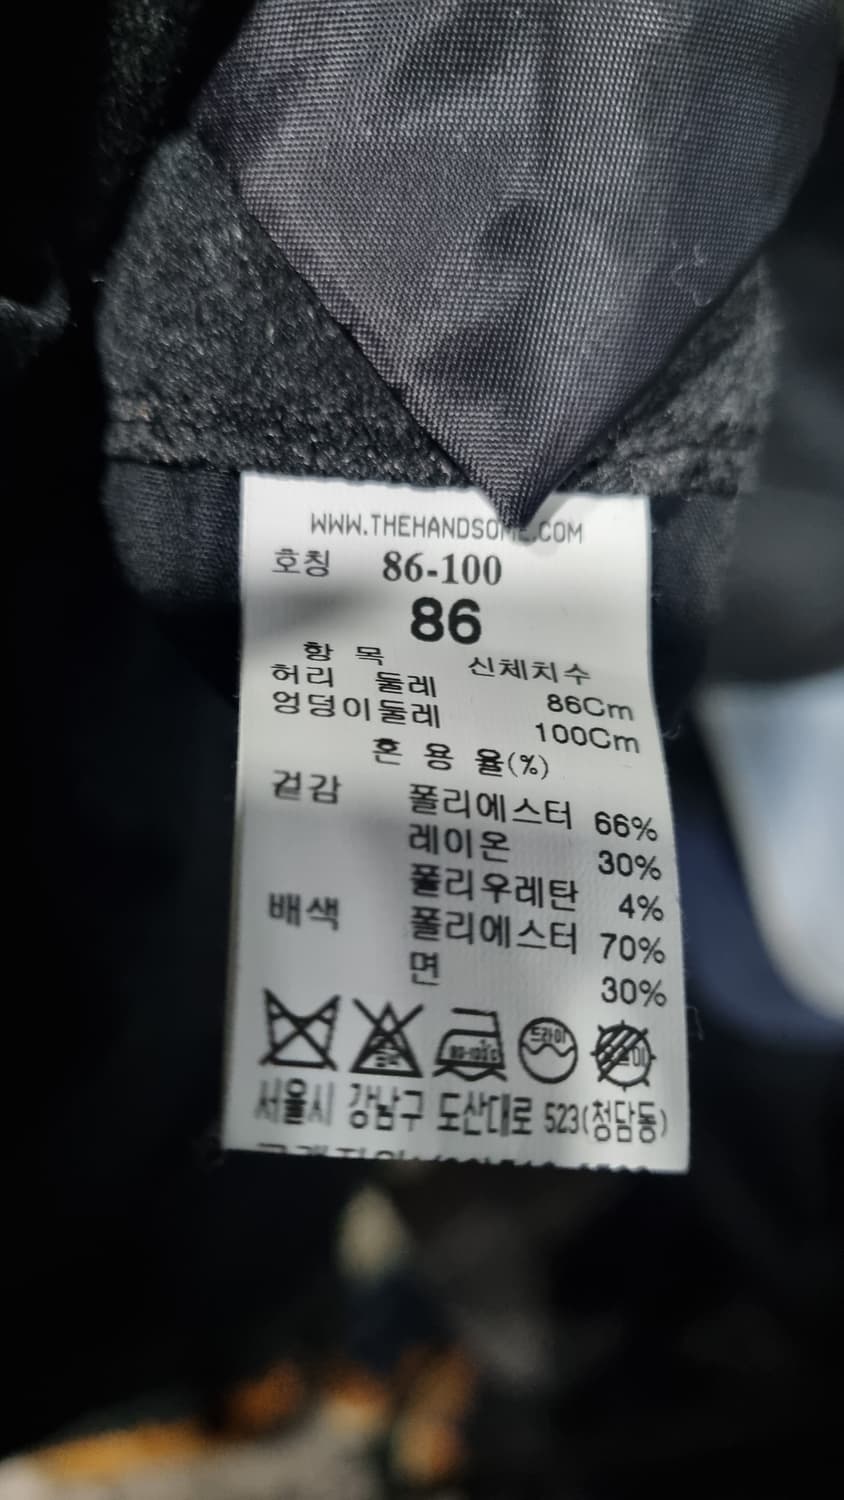 WWW.THEHANDSOME.COM
호칭 86-100
86
항 목 신체치수
허리 둘레 86Cm
엉덩이둘레 100Cm
혼 용 율(%)
겉감 폴리에스터 66%
레이온 30%
폴리우레탄 4%
배색 폴리에스터 70%
면 30%
80-120℃ 드라이
서울시 강남구 도산대로 523(청담동)